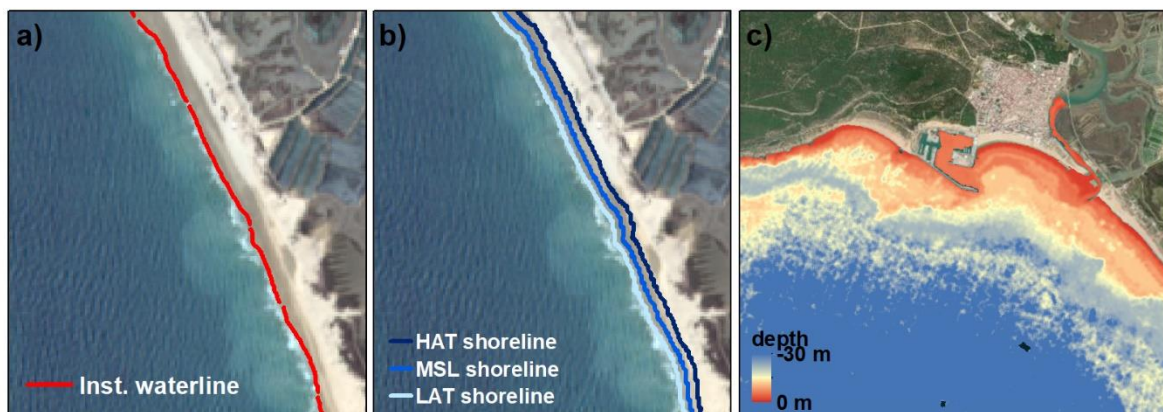 a)
Inst. waterline
b)
HAT shoreline
MSL shoreline
LAT shoreline
c)
depth
-30 m
0 m